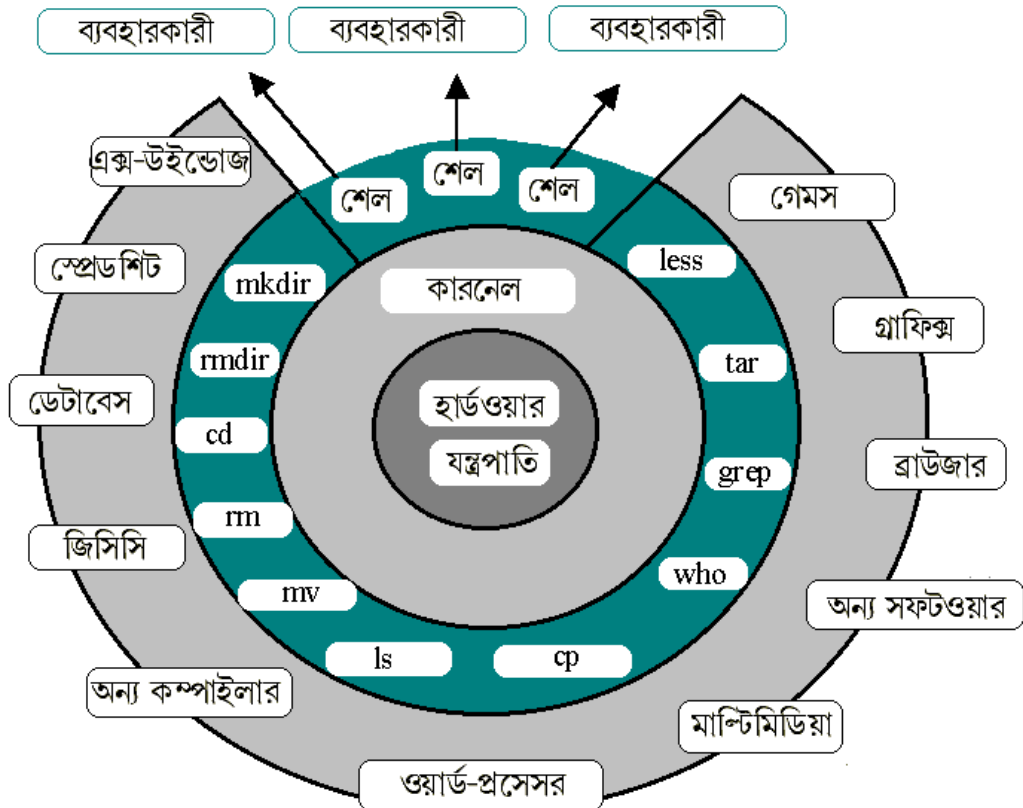 ব্যবহারকারী
ব্যবহারকারী
ব্যবহারকারী
এক্স-উইন্ডোজ
শেল
শেল
শেল
গেমস
স্প্রেডশিট
mkdir
কারনেল
less
গ্রাফিক্স
rmdir
tar
ডেটাবেস
cd
হার্ডওয়ার
যন্ত্রপাতি
grep
ব্রাউজার
জিসিসি
rm
mv
who
অন্য সফটওয়ার
ls
cp
অন্য কম্পাইলার
মাল্টিমিডিয়া
ওয়ার্ড-প্রসেসর